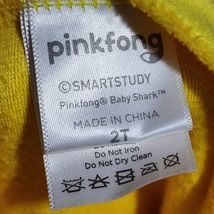 pinkfong
©SMARTSTUDY
Pinkfong® Baby Shark™
MADE IN CHINA
2T
Do Not Iron
Do Not Dry Clean